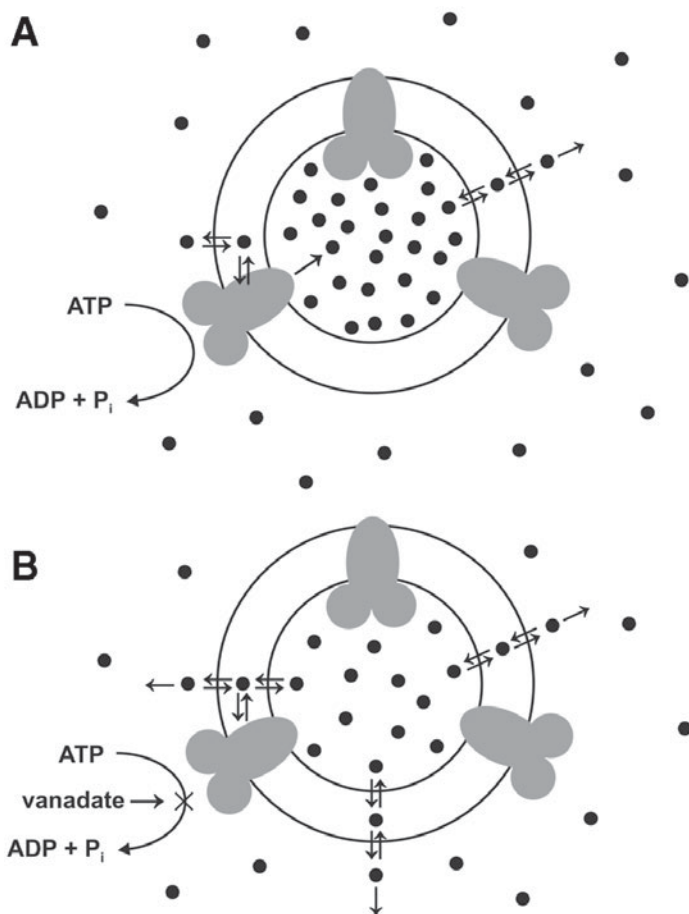 A
ATP
ADP + Pi
B
ATP
vanadate
ADP + Pi